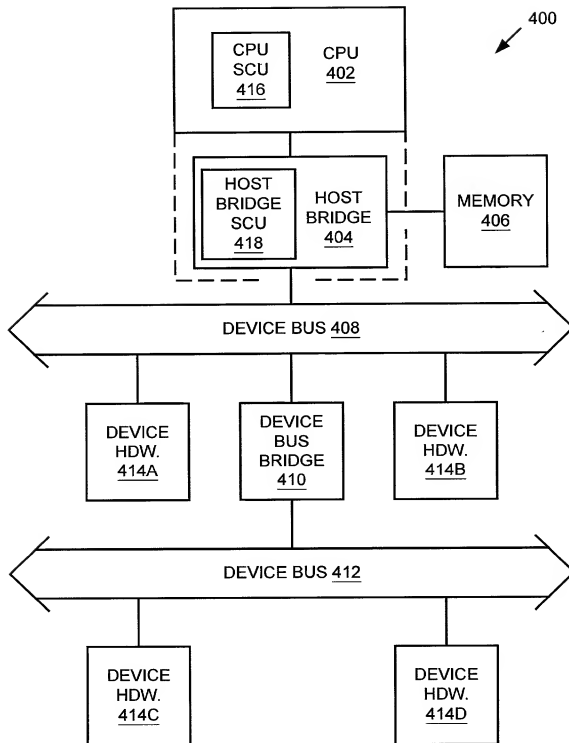 400
CPU
SCU
416
CPU
402
HOST
BRIDGE
SCU
418
HOST
BRIDGE
404
MEMORY
406
DEVICE BUS 408
DEVICE
HDW.
414A
DEVICE
BUS
BRIDGE
410
DEVICE
HDW.
414B
DEVICE BUS 412
DEVICE
HDW.
414C
DEVICE
HDW.
414D